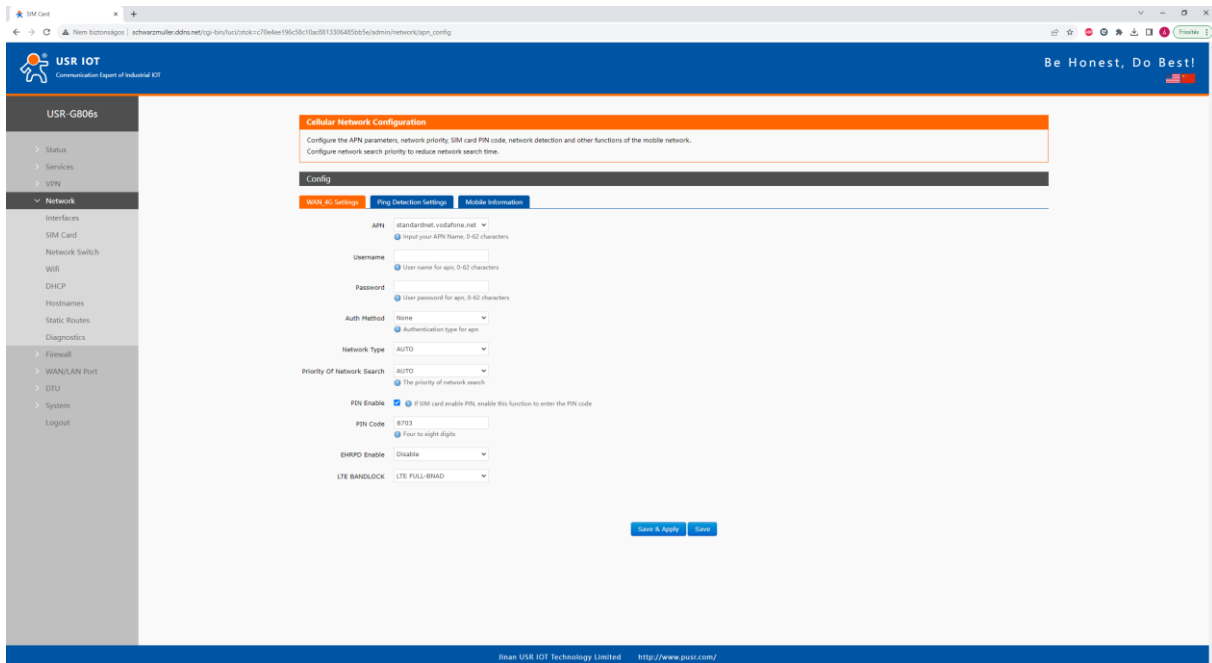 SIM Card
Nem biztonságos | schwarzmuller.ddns.net/cgi-bin/luci/;stok=c70e4ee196c58c10ad8813306485bb5e/admin/network/apn_config
Frissítés
USR IOT
Communication Expert of Industrial IOT
Be Honest, Do Best!
USR-G806s
Status
Services
VPN
Network
Interfaces
SIM Card
Network Switch
Wifi
DHCP
Hostnames
Static Routes
Diagnostics
Firewall
WAN/LAN Port
DTU
System
Logout
Cellular Network Configuration
Configure the APN parameters, network priority, SIM card PIN code, network detection and other functions of the mobile network.
Configure network search priority to reduce network search time.
Config
WAN_4G Settings Ping Detection Settings Mobile Information
APN standardnet.vodafone.net
Input your APN Name, 0-62 characters
Username
User name for apn, 0-62 characters
Password
User password for apn, 0-62 characters
Auth Method None
Authentication type for apn
Network Type AUTO
Priority Of Network Search AUTO
The priority of network search
PIN Enable If SIM card enable PIN, enable this function to enter the PIN code
PIN Code 8703
Four to eight digits
EHRPD Enable Disable
LTE BANDLOCK LTE FULL-BNAD
Save & Apply Save
Jinan USR IOT Technology Limited http://www.pusr.com/